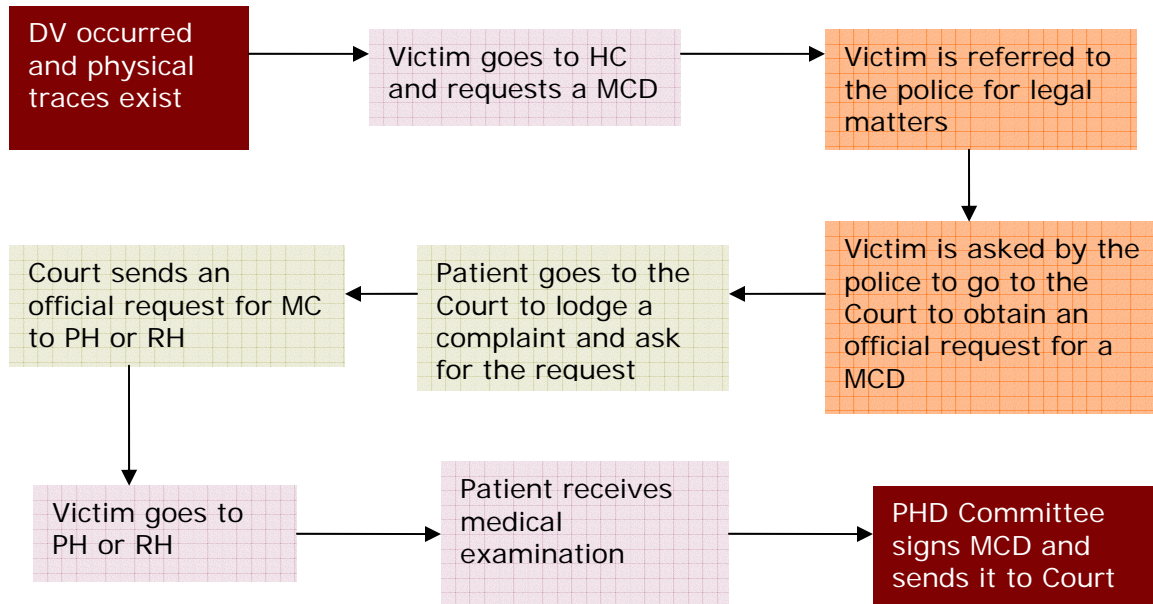 DV occurred
and physical
traces exist
Victim goes to HC
and requests a MCD
Victim is referred to
the police for legal
matters
Victim is asked by the
police to go to the
Court to obtain an
official request for a
MCD
Patient goes to the
Court to lodge a
complaint and ask
for the request
Court sends an
official request for MC
to PH or RH
Victim goes to
PH or RH
Patient receives
medical
examination
PHD Committee
signs MCD and
sends it to Court